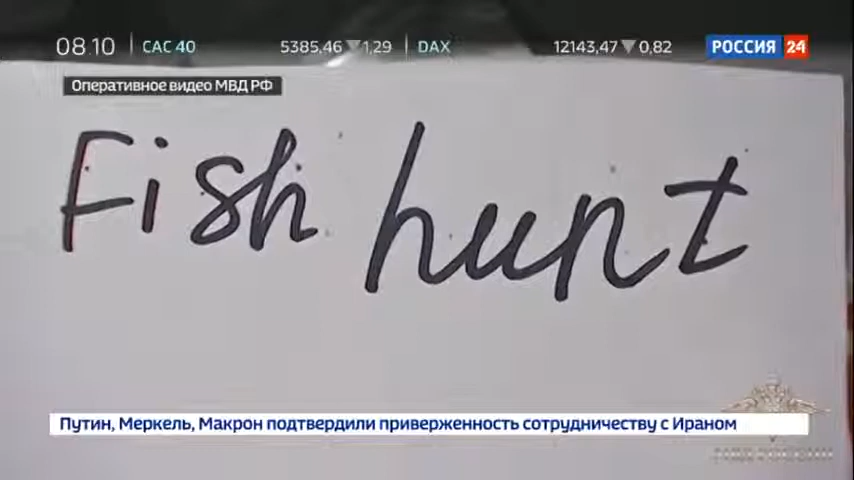 08.10 CAC 40 5385,46▼1,29 DAX 12143,47▼0,82 РОССИЯ 24
Оперативное видео МВД РФ
Fish hunt
Путин, Меркель, Макрон подтвердили приверженность сотрудничеству с Ираном